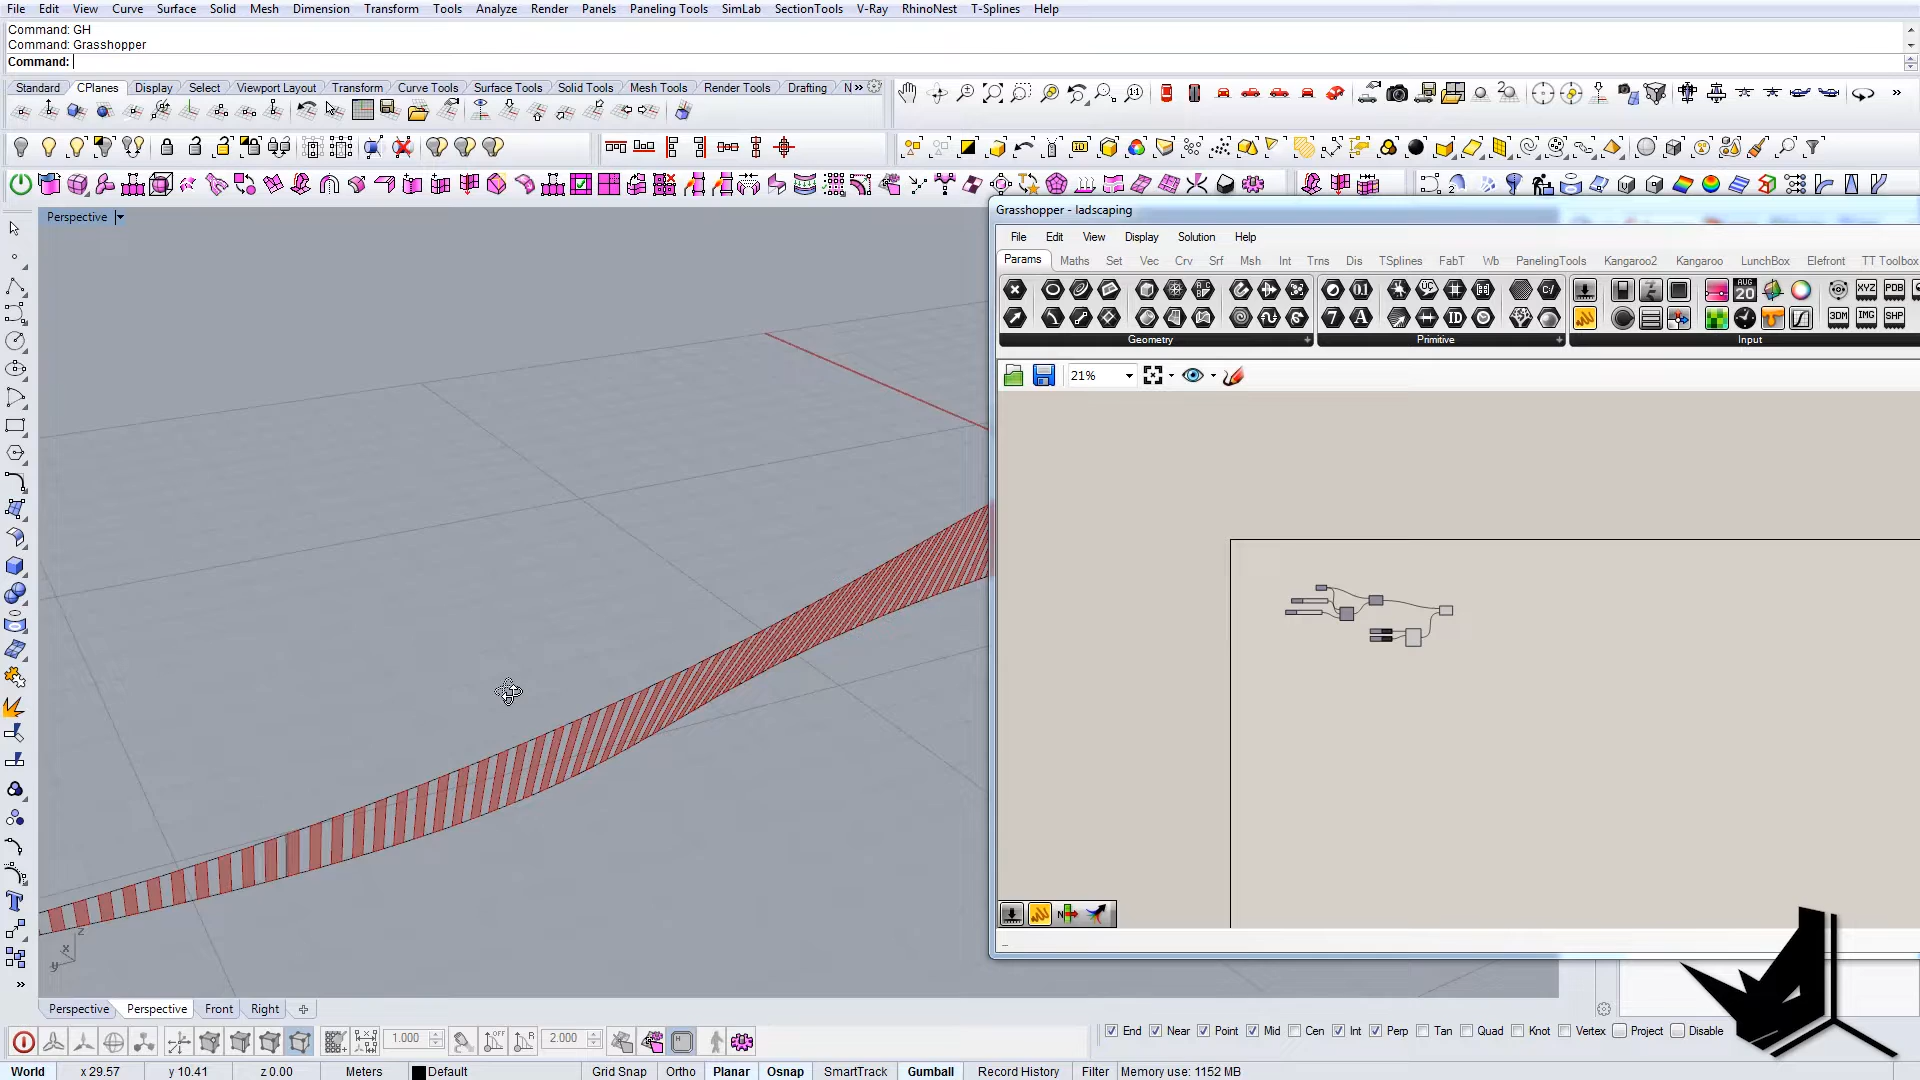 File Edit View Curve Surface Solid Mesh Dimension Transform Tools Analyze Render Panels Paneling Tools SimLab SectionTools V-Ray RhinoNest T-Splines Help
Command: GH
Command: Grasshopper
Command:
Standard CPlanes Display Select Viewport Layout Transform Curve Tools Surface Tools Solid Tools Mesh Tools Render Tools Drafting N
Perspective
Grasshopper - ladscaping
File Edit View Display Solution Help
Params Maths Set Vec Crv Srf Msh Int Trns Dis TSplines FabT Wb PanelingTools Kangaroo2 Kangaroo LunchBox Elefront TT Toolbox
Geometry Primitive Input
21%
z
x
y
Perspective Perspective Front Right
1.000 2.000
End Near Point Mid Cen Int Perp Tan Quad Knot Vertex Project Disable
World x 29.57 y 10.41 z 0.00 Meters Default Grid Snap Ortho Planar Osnap SmartTrack Gumball Record History Filter Memory use: 1152 MB